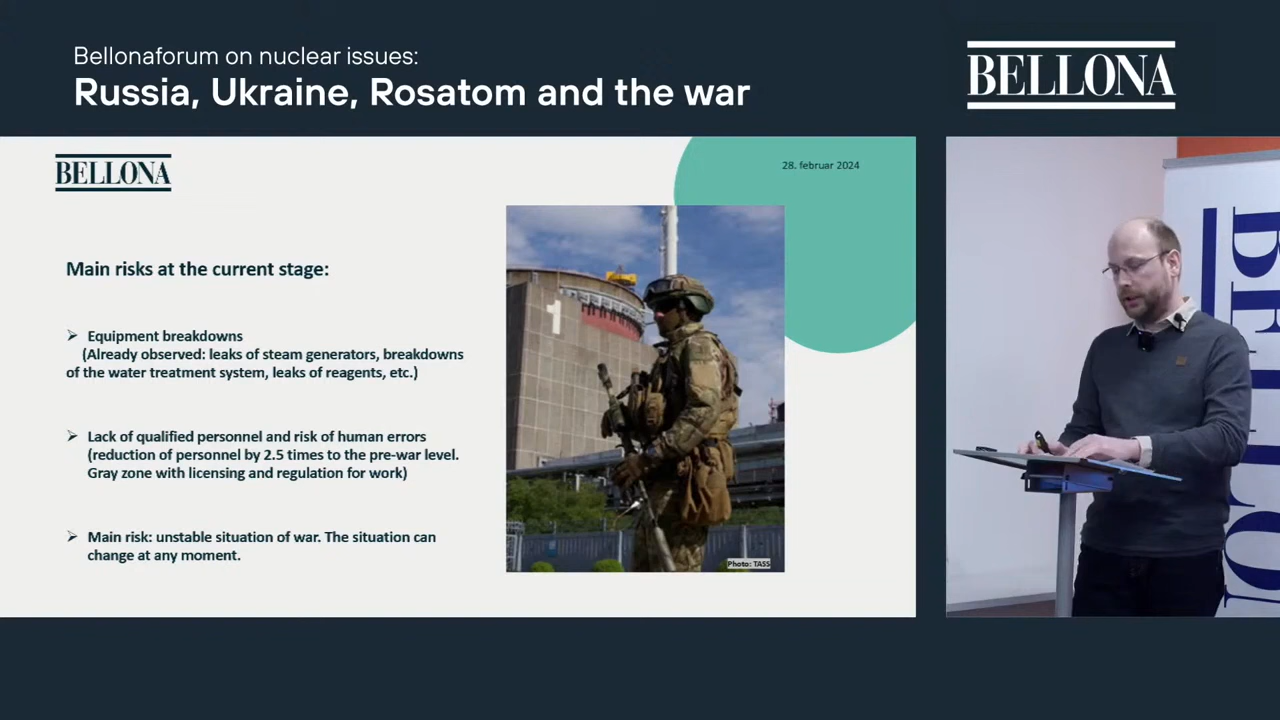 Bellonaforum on nuclear issues:
Russia, Ukraine, Rosatom and the war
BELLONA
BELLONA
28. februar 2024
Main risks at the current stage:
➢ Equipment breakdowns
(Already observed: leaks of steam generators, breakdowns
of the water treatment system, leaks of reagents, etc.)
➢ Lack of qualified personnel and risk of human errors
(reduction of personnel by 2.5 times to the pre-war level.
Gray zone with licensing and regulation for work)
➢ Main risk: unstable situation of war. The situation can
change at any moment.
1
Photo: TASS